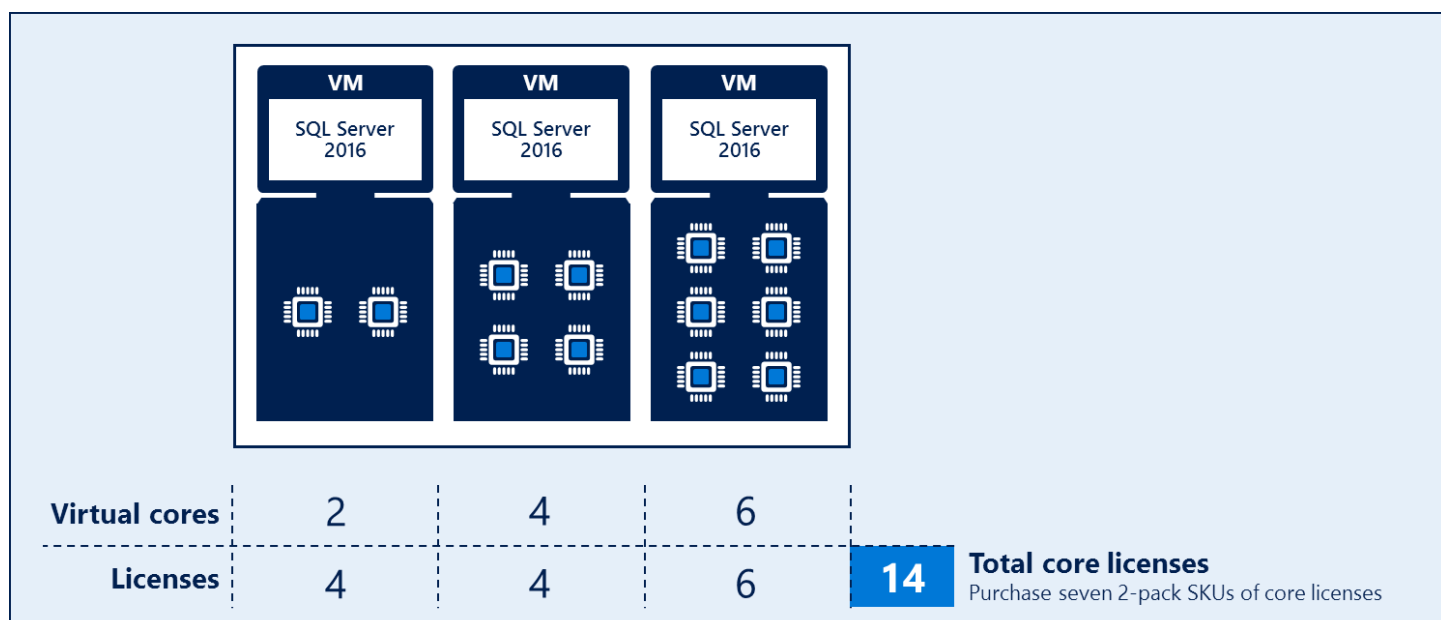 VM VM VM
SQL Server SQL Server SQL Server
2016 2016 2016
Virtual cores 2 4 6
Licenses 4 4 6 14 Total core licenses
Purchase seven 2-pack SKUs of core licenses